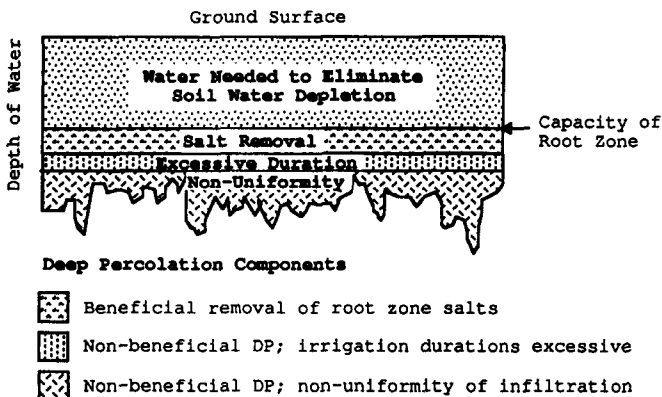 Ground Surface
Depth of Water
Water Needed to Eliminate
Soil Water Depletion
Capacity of
Root Zone
Salt Removal
Excessive Duration
Non-Uniformity
Deep Percolation Components
Beneficial removal of root zone salts
Non-beneficial DP; irrigation durations excessive
Non-beneficial DP; non-uniformity of infiltration